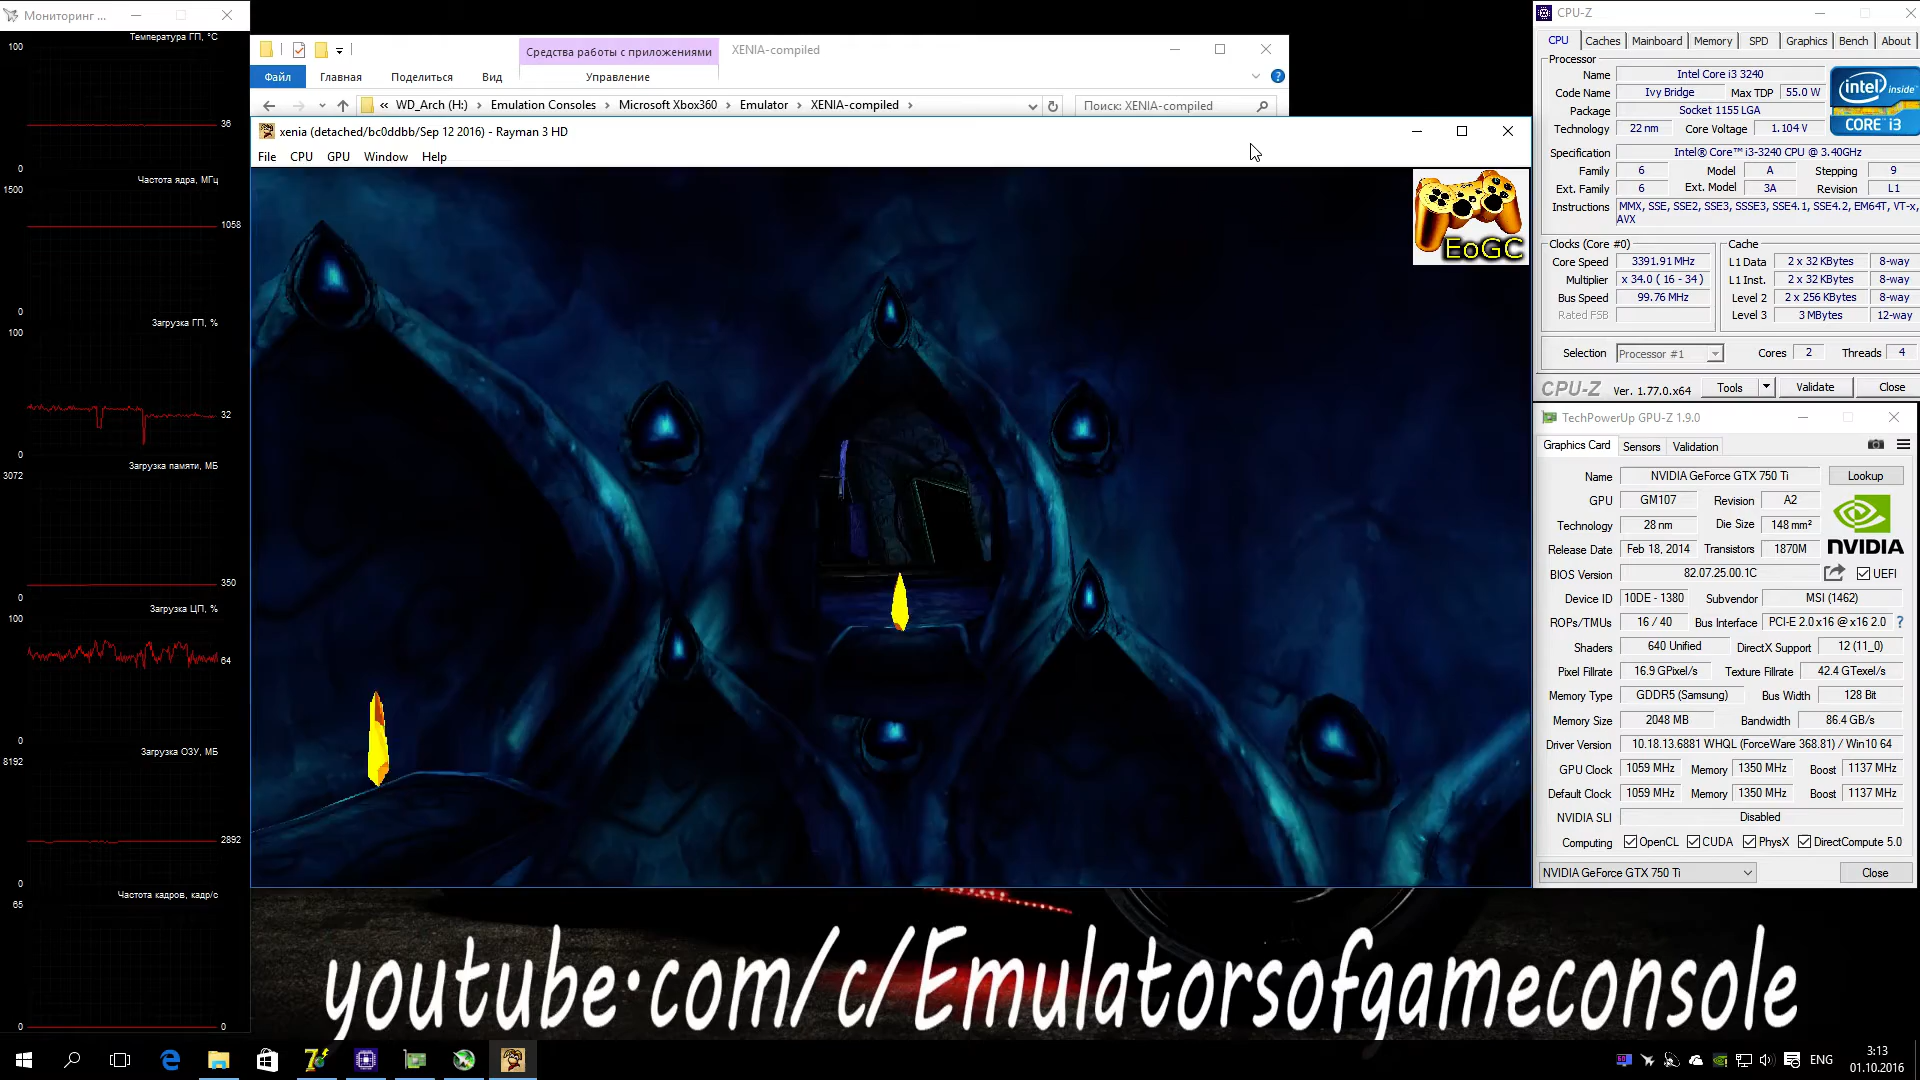 Мониторинг ...
Температура ГП, °C
100
36
0
Частота ядра, МГц
1500
1058
0
Загрузка ГП, %
100
32
0
Загрузка памяти, МБ
3072
350
0
Загрузка ЦП, %
100
64
0
Загрузка ОЗУ, МБ
8192
2892
0
Частота кадров, кадр/с
65
0
0
Средства работы с приложениями
XENIA-compiled
Файл
Главная
Поделиться
Вид
Управление
« WD_Arch (H:) Emulation Consoles Microsoft Xbox360 Emulator XENIA-compiled
Поиск: XENIA-compiled
xenia (detached/bc0ddbb/Sep 12 2016) - Rayman 3 HD
File CPU GPU Window Help
EoGC
CPU-Z
CPU Caches Mainboard Memory SPD Graphics Bench About
Processor
Name Intel Core i3 3240
Code Name Ivy Bridge Max TDP 55.0 W
Package Socket 1155 LGA
Technology 22 nm Core Voltage 1.104 V
intel inside™
CORE i3
Specification Intel® Core™ i3-3240 CPU @ 3.40GHz
Family 6 Model A Stepping 9
Ext. Family 6 Ext. Model 3A Revision L1
Instructions MMX, SSE, SSE2, SSE3, SSSE3, SSE4.1, SSE4.2, EM64T, VT-x,
AVX
Clocks (Core #0)
Core Speed 3391.91 MHz
Multiplier x 34.0 ( 16 - 34 )
Bus Speed 99.76 MHz
Rated FSB
Cache
L1 Data 2 x 32 KBytes 8-way
L1 Inst. 2 x 32 KBytes 8-way
Level 2 2 x 256 KBytes 8-way
Level 3 3 MBytes 12-way
Selection Processor #1 Cores 2 Threads 4
CPU-Z Ver. 1.77.0.x64 Tools Validate Close
TechPowerUp GPU-Z 1.9.0
Graphics Card Sensors Validation
Name NVIDIA GeForce GTX 750 Ti Lookup
GPU GM107 Revision A2
Technology 28 nm Die Size 148 mm²
Release Date Feb 18, 2014 Transistors 1870M
NVIDIA
BIOS Version 82.07.25.00.1C UEFI
Device ID 10DE - 1380 Subvendor MSI (1462)
ROPs/TMUs 16 / 40 Bus Interface PCI-E 2.0 x16 @ x16 2.0 ?
Shaders 640 Unified DirectX Support 12 (11_0)
Pixel Fillrate 16.9 GPixel/s Texture Fillrate 42.4 GTexel/s
Memory Type GDDR5 (Samsung) Bus Width 128 Bit
Memory Size 2048 MB Bandwidth 86.4 GB/s
Driver Version 10.18.13.6881 WHQL (ForceWare 368.81) / Win10 64
GPU Clock 1059 MHz Memory 1350 MHz Boost 1137 MHz
Default Clock 1059 MHz Memory 1350 MHz Boost 1137 MHz
NVIDIA SLI Disabled
Computing OpenCL CUDA PhysX DirectCompute 5.0
NVIDIA GeForce GTX 750 Ti Close
youtube.com/c/Emulatorsofgameconsole
ENG
3:13
01.10.2016